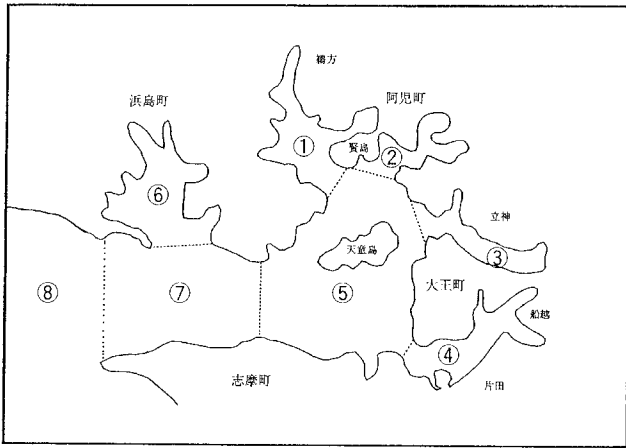 鵜方
阿児町
浜島町
①
賢島
②
⑥
立神
天童島
③
大王町
⑧
⑦
⑤
船越
④
志摩町
片田